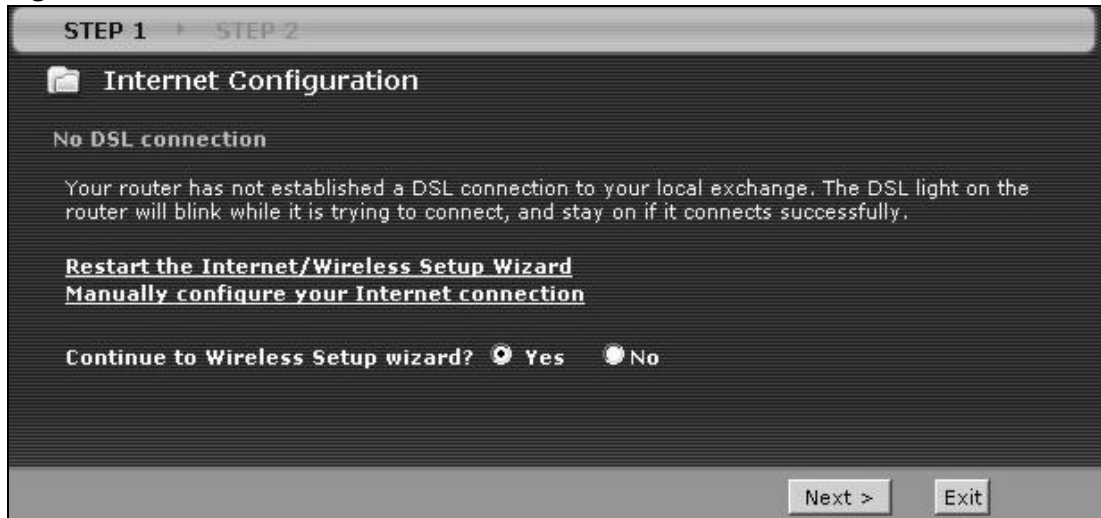 STEP 1 STEP 2
Internet Configuration
No DSL connection
Your router has not established a DSL connection to your local exchange. The DSL light on the
router will blink while it is trying to connect, and stay on if it connects successfully.
Restart the Internet/Wireless Setup Wizard
Manually configure your Internet connection
Continue to Wireless Setup wizard? Yes No
Next > Exit